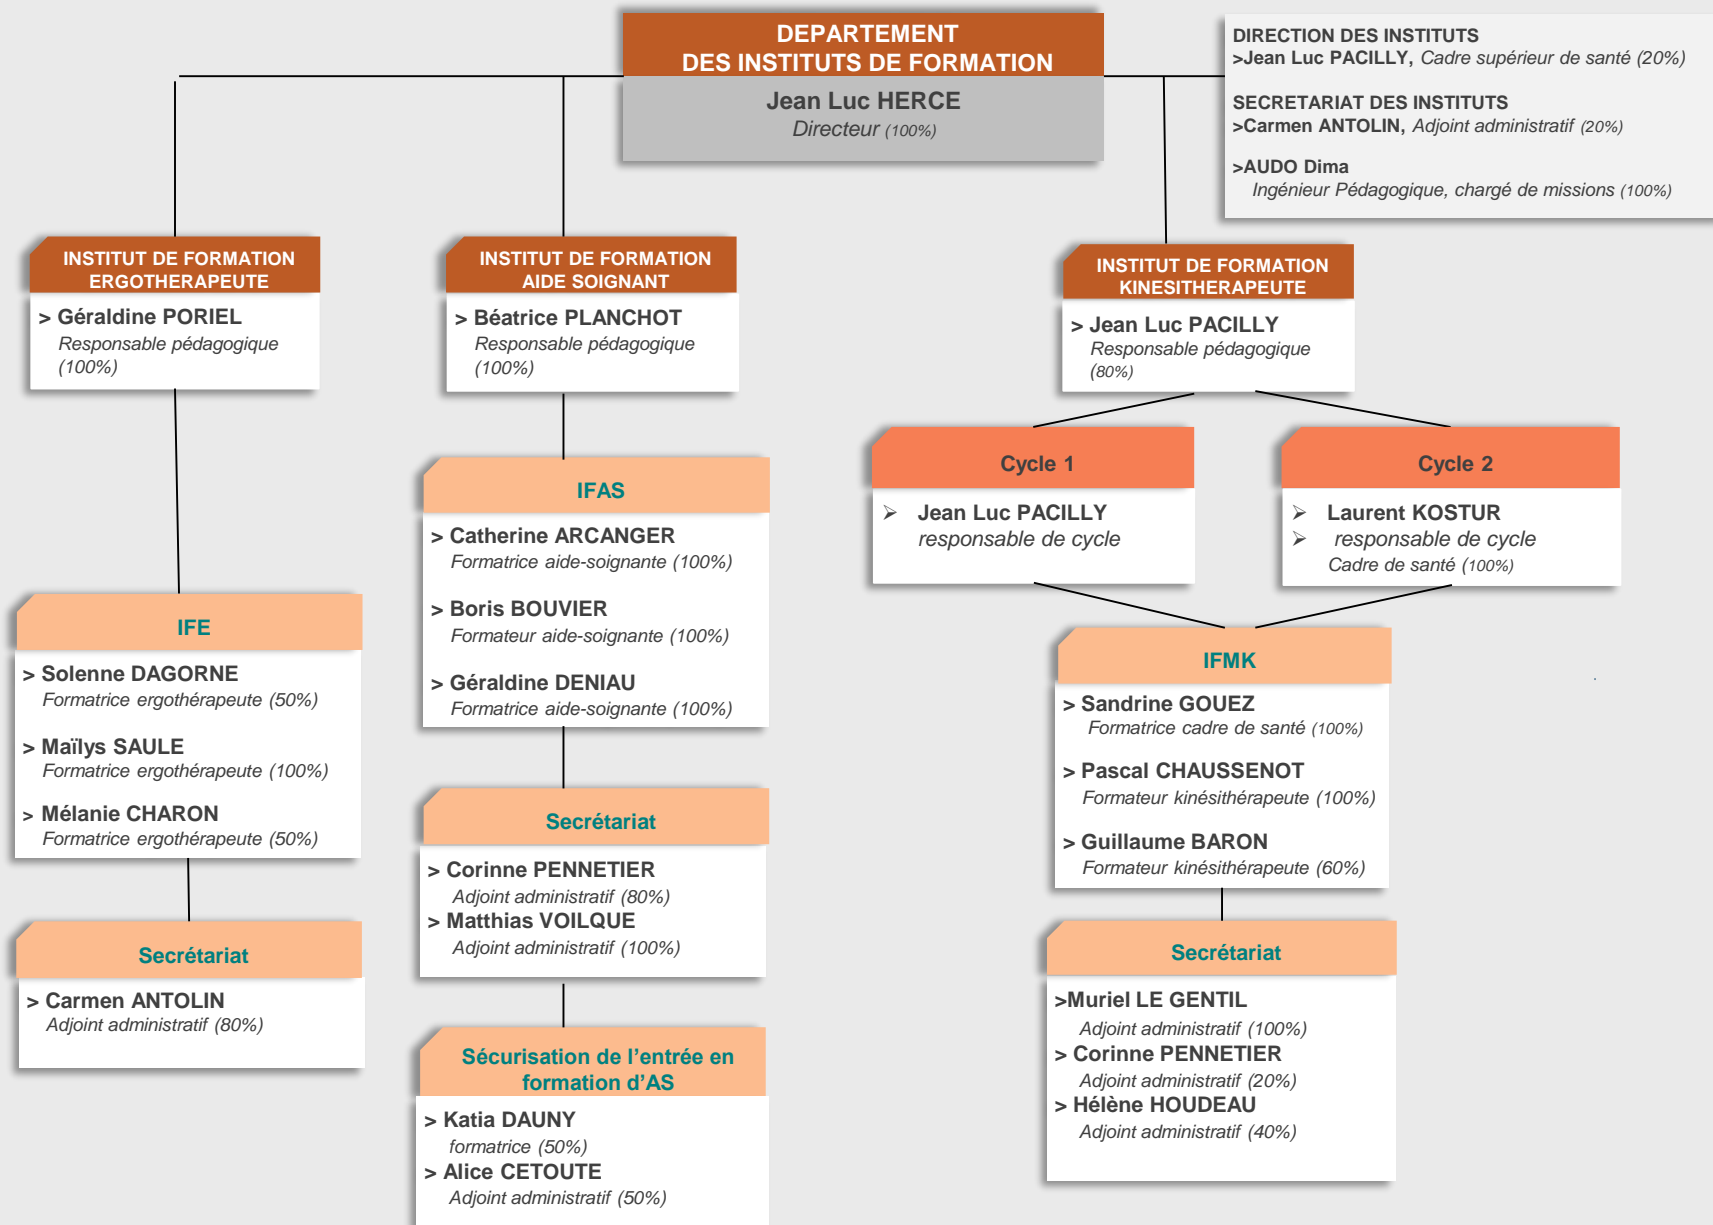 DEPARTEMENT
DES INSTITUTS DE FORMATION
Jean Luc HERCE
Directeur (100%)
DIRECTION DES INSTITUTS
>Jean Luc PACILLY, Cadre supérieur de santé (20%)
SECRETARIAT DES INSTITUTS
>Carmen ANTOLIN, Adjoint administratif (20%)
>AUDO Dima
Ingénieur Pédagogique, chargé de missions (100%)
INSTITUT DE FORMATION
ERGOTHERAPEUTE
> Géraldine PORIEL
Responsable pédagogique
(100%)
IFE
> Solenne DAGORNE
Formatrice ergothérapeute (50%)
> Maïlys SAULE
Formatrice ergothérapeute (100%)
> Mélanie CHARON
Formatrice ergothérapeute (50%)
Secrétariat
> Carmen ANTOLIN
Adjoint administratif (80%)
INSTITUT DE FORMATION
AIDE SOIGNANT
> Béatrice PLANCHOT
Responsable pédagogique
(100%)
IFAS
> Catherine ARCANGER
Formatrice aide-soignante (100%)
> Boris BOUVIER
Formateur aide-soignante (100%)
> Géraldine DENIAU
Formatrice aide-soignante (100%)
Secrétariat
> Corinne PENNETIER
Adjoint administratif (80%)
> Matthias VOILQUE
Adjoint administratif (100%)
Sécurisation de l'entrée en
formation d'AS
> Katia DAUNY
formatrice (50%)
> Alice CETOUTE
Adjoint administratif (50%)
INSTITUT DE FORMATION
KINESITHERAPEUTE
> Jean Luc PACILLY
Responsable pédagogique
(80%)
Cycle 1
➢ Jean Luc PACILLY
responsable de cycle
Cycle 2
➢ Laurent KOSTUR
➢ responsable de cycle
Cadre de santé (100%)
IFMK
> Sandrine GOUEZ
Formatrice cadre de santé (100%)
> Pascal CHAUSSENOT
Formateur kinésithérapeute (100%)
> Guillaume BARON
Formateur kinésithérapeute (60%)
Secrétariat
>Muriel LE GENTIL
Adjoint administratif (100%)
> Corinne PENNETIER
Adjoint administratif (20%)
> Hélène HOUDEAU
Adjoint administratif (40%)